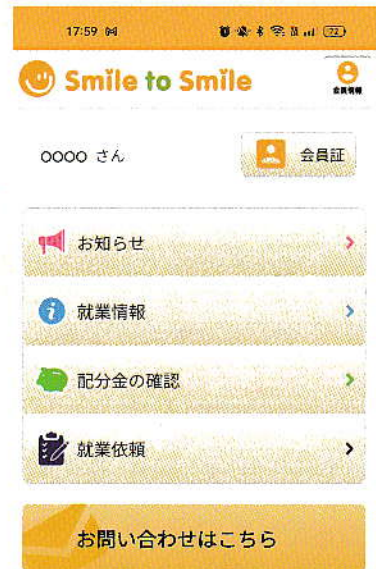 17:59
72
Smile to Smile
会員情報
OOOO さん
会員証
お知らせ
就業情報
配分金の確認
就業依頼
お問い合わせはこちら